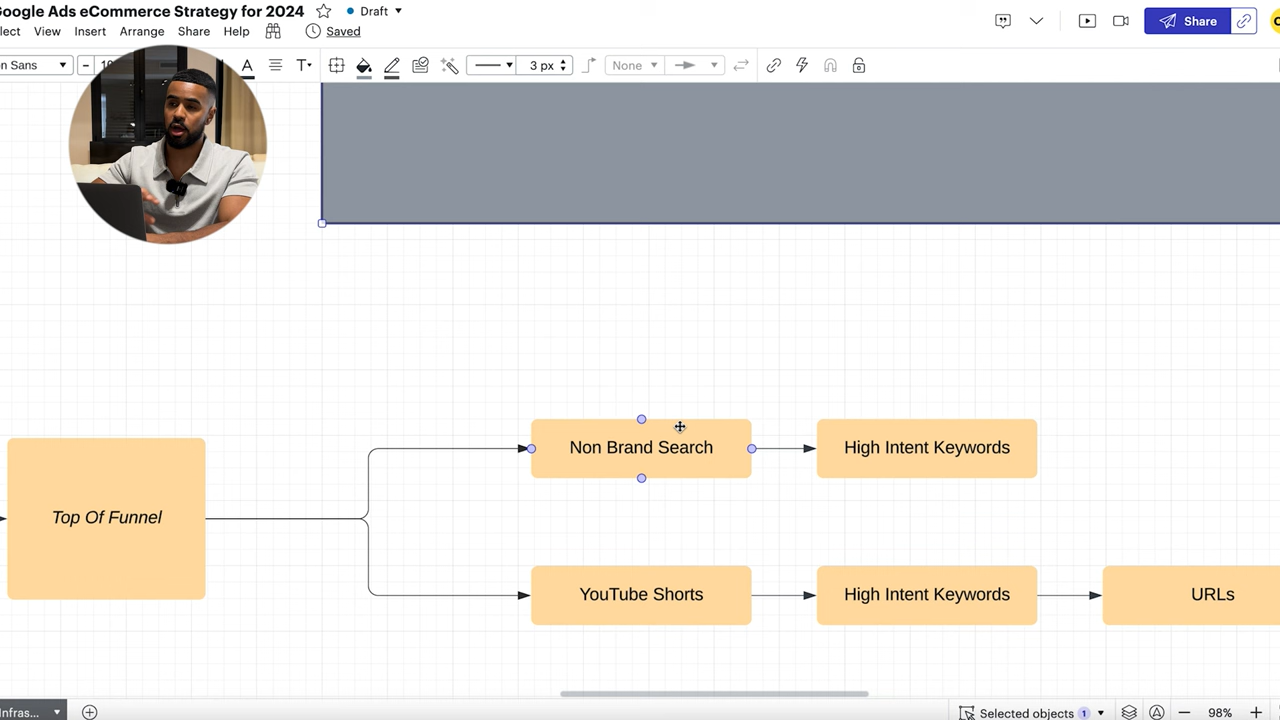 Google Ads eCommerce Strategy for 2024
Draft
View
Insert
Arrange
Share
Help
Saved
Share
Sans
3 px
None
Non Brand Search
High Intent Keywords
Top Of Funnel
YouTube Shorts
High Intent Keywords
URLs
Selected objects
1
98%